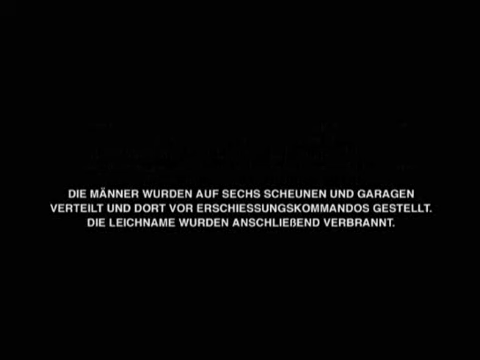 DIE MÄNNER WURDEN AUF SECHS SCHEUNEN UND GARAGEN
VERTEILT UND DORT VOR ERSCHIESSUNGSKOMMANDOS GESTELLT.
DIE LEICHNAME WURDEN ANSCHLIEßEND VERBRANNT.